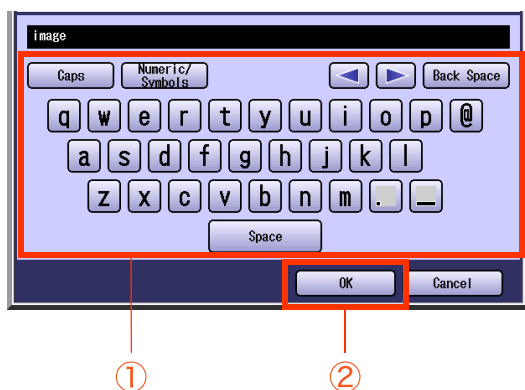 image
Caps Numeric/ Back Space
Symbols
q w e r t y u i o p @
a s d f g h j k l
z x c v b n m . _
Space
OK Cancel
① ②